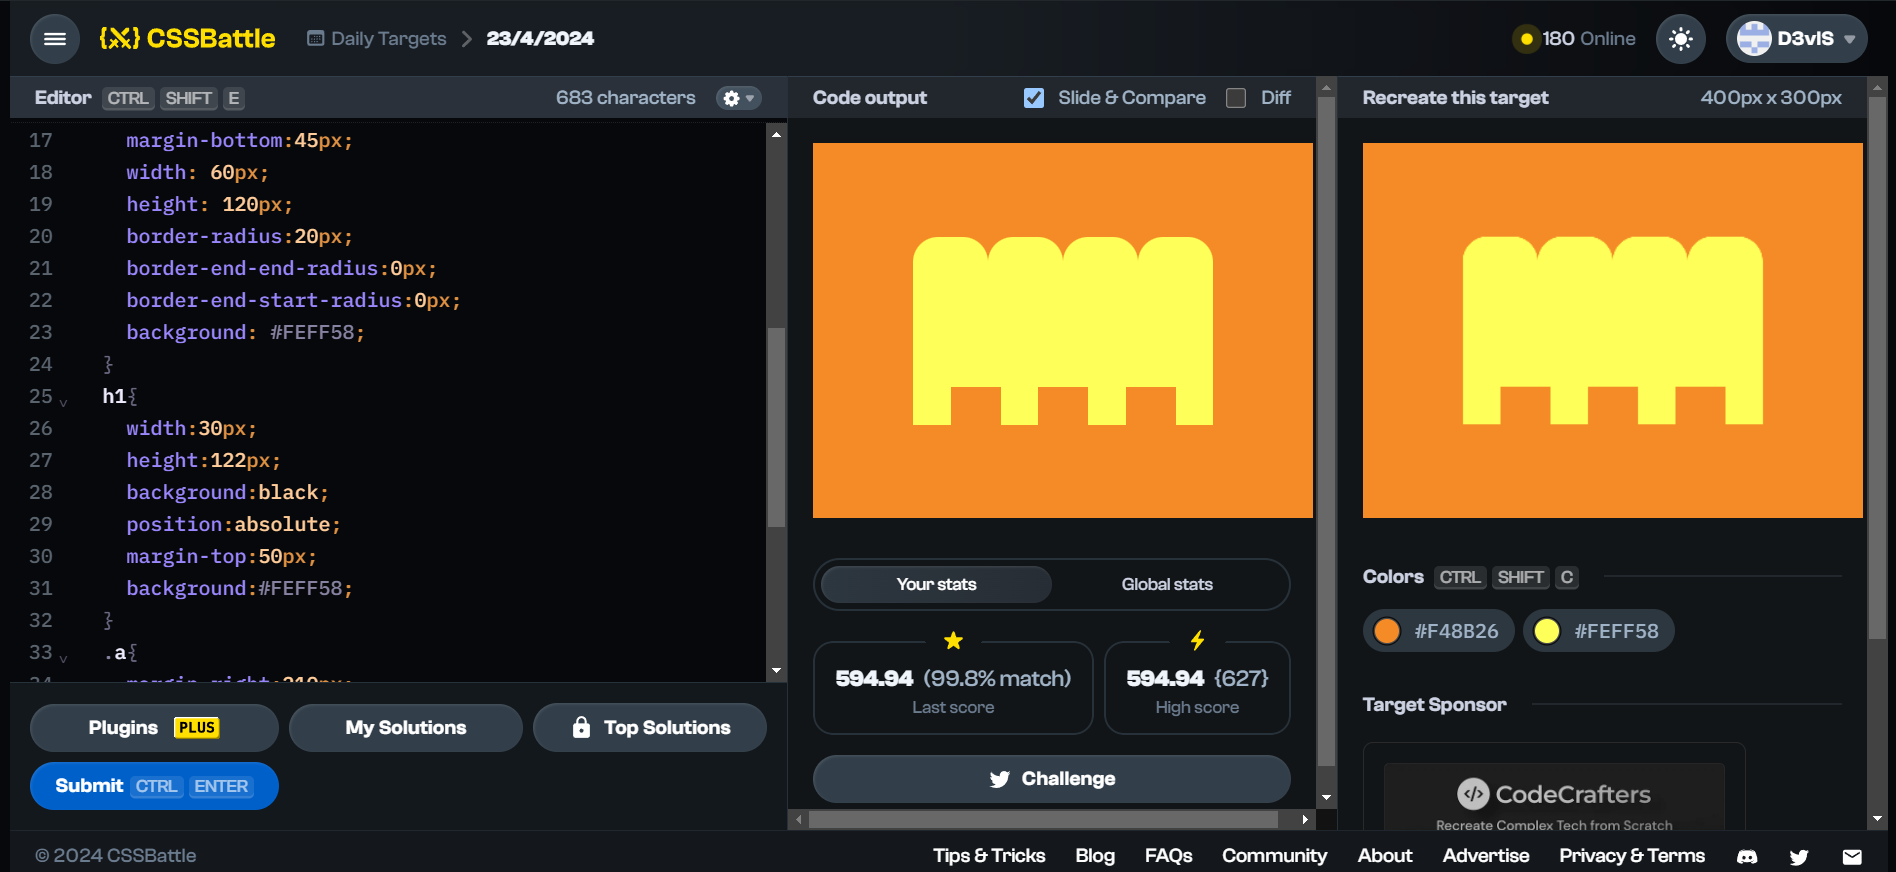 {X} CSSBattle
Daily Targets > 23/4/2024
180 Online
D3vlS
Editor CTRL SHIFT E
683 characters
17 margin-bottom:45px;
18 width: 60px;
19 height: 120px;
20 border-radius:20px;
21 border-end-end-radius:0px;
22 border-end-start-radius:0px;
23 background: #FEFF58;
24 }
25 h1{
26 width:30px;
27 height:122px;
28 background:black;
29 position:absolute;
30 margin-top:50px;
31 background:#FEFF58;
32 }
33 .a{
34 margin-right:210px;
Plugins PLUS
My Solutions
Top Solutions
Submit CTRL ENTER
Code output
Slide & Compare
Diff
Your stats
Global stats
594.94 (99.8% match)
Last score
594.94 {627}
High score
Challenge
Recreate this target
400px x 300px
Colors CTRL SHIFT C
#F48B26
#FEFF58
Target Sponsor
</> CodeCrafters
Recreate Complex Tech from Scratch
© 2024 CSSBattle
Tips & Tricks
Blog
FAQs
Community
About
Advertise
Privacy & Terms